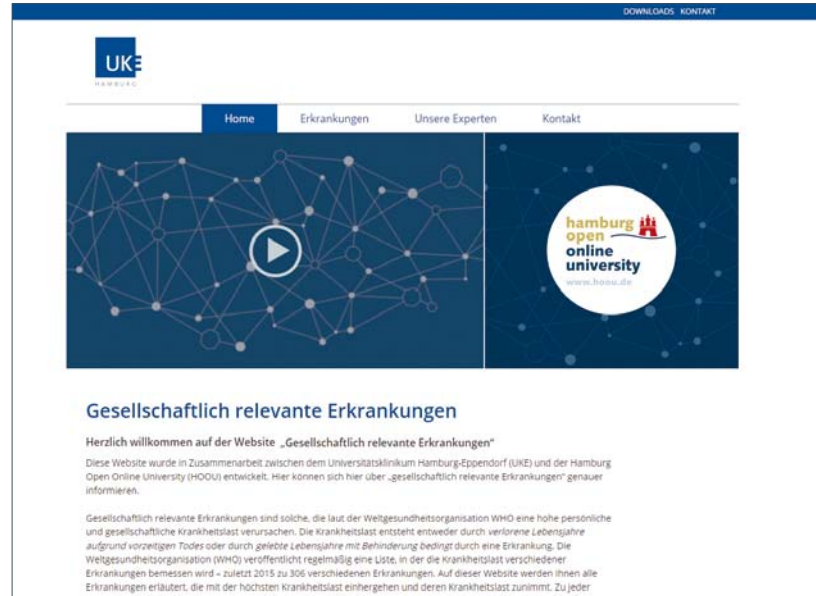 DOWNLOADS KONTAKT
UKE
HAMBURG
Home Erkrankungen Unsere Experten Kontakt
hamburg
open
online
university
www.hoou.de
Gesellschaftlich relevante Erkrankungen
Herzlich willkommen auf der Website „Gesellschaftlich relevante Erkrankungen“
Diese Website wurde in Zusammenarbeit zwischen dem Universitätsklinikum Hamburg-Eppendorf (UKE) und der Hamburg
Open Online University (HOOU) entwickelt. Hier können sich hier über „gesellschaftlich relevante Erkrankungen“ genauer
informieren.
Gesellschaftlich relevante Erkrankungen sind solche, die laut der Weltgesundheitsorganisation WHO eine hohe persönliche
und gesellschaftliche Krankheitslast verursachen. Die Krankheitslast entsteht entweder durch verlorene Lebensjahre
aufgrund vorzeitigen Todes oder durch gelebte Lebensjahre mit Behinderung bedingt durch eine Erkrankung. Die
Weltgesundheitsorganisation (WHO) veröffentlicht regelmäßig eine Liste, in der die Krankheitslast verschiedener
Erkrankungen bemessen wird – zuletzt 2015 zu 306 verschiedenen Erkrankungen. Auf dieser Website werden Ihnen alle
Erkrankungen erläutert, die mit der höchsten Krankheitslast einhergehen und deren Krankheitslast zunimmt. Zu jeder